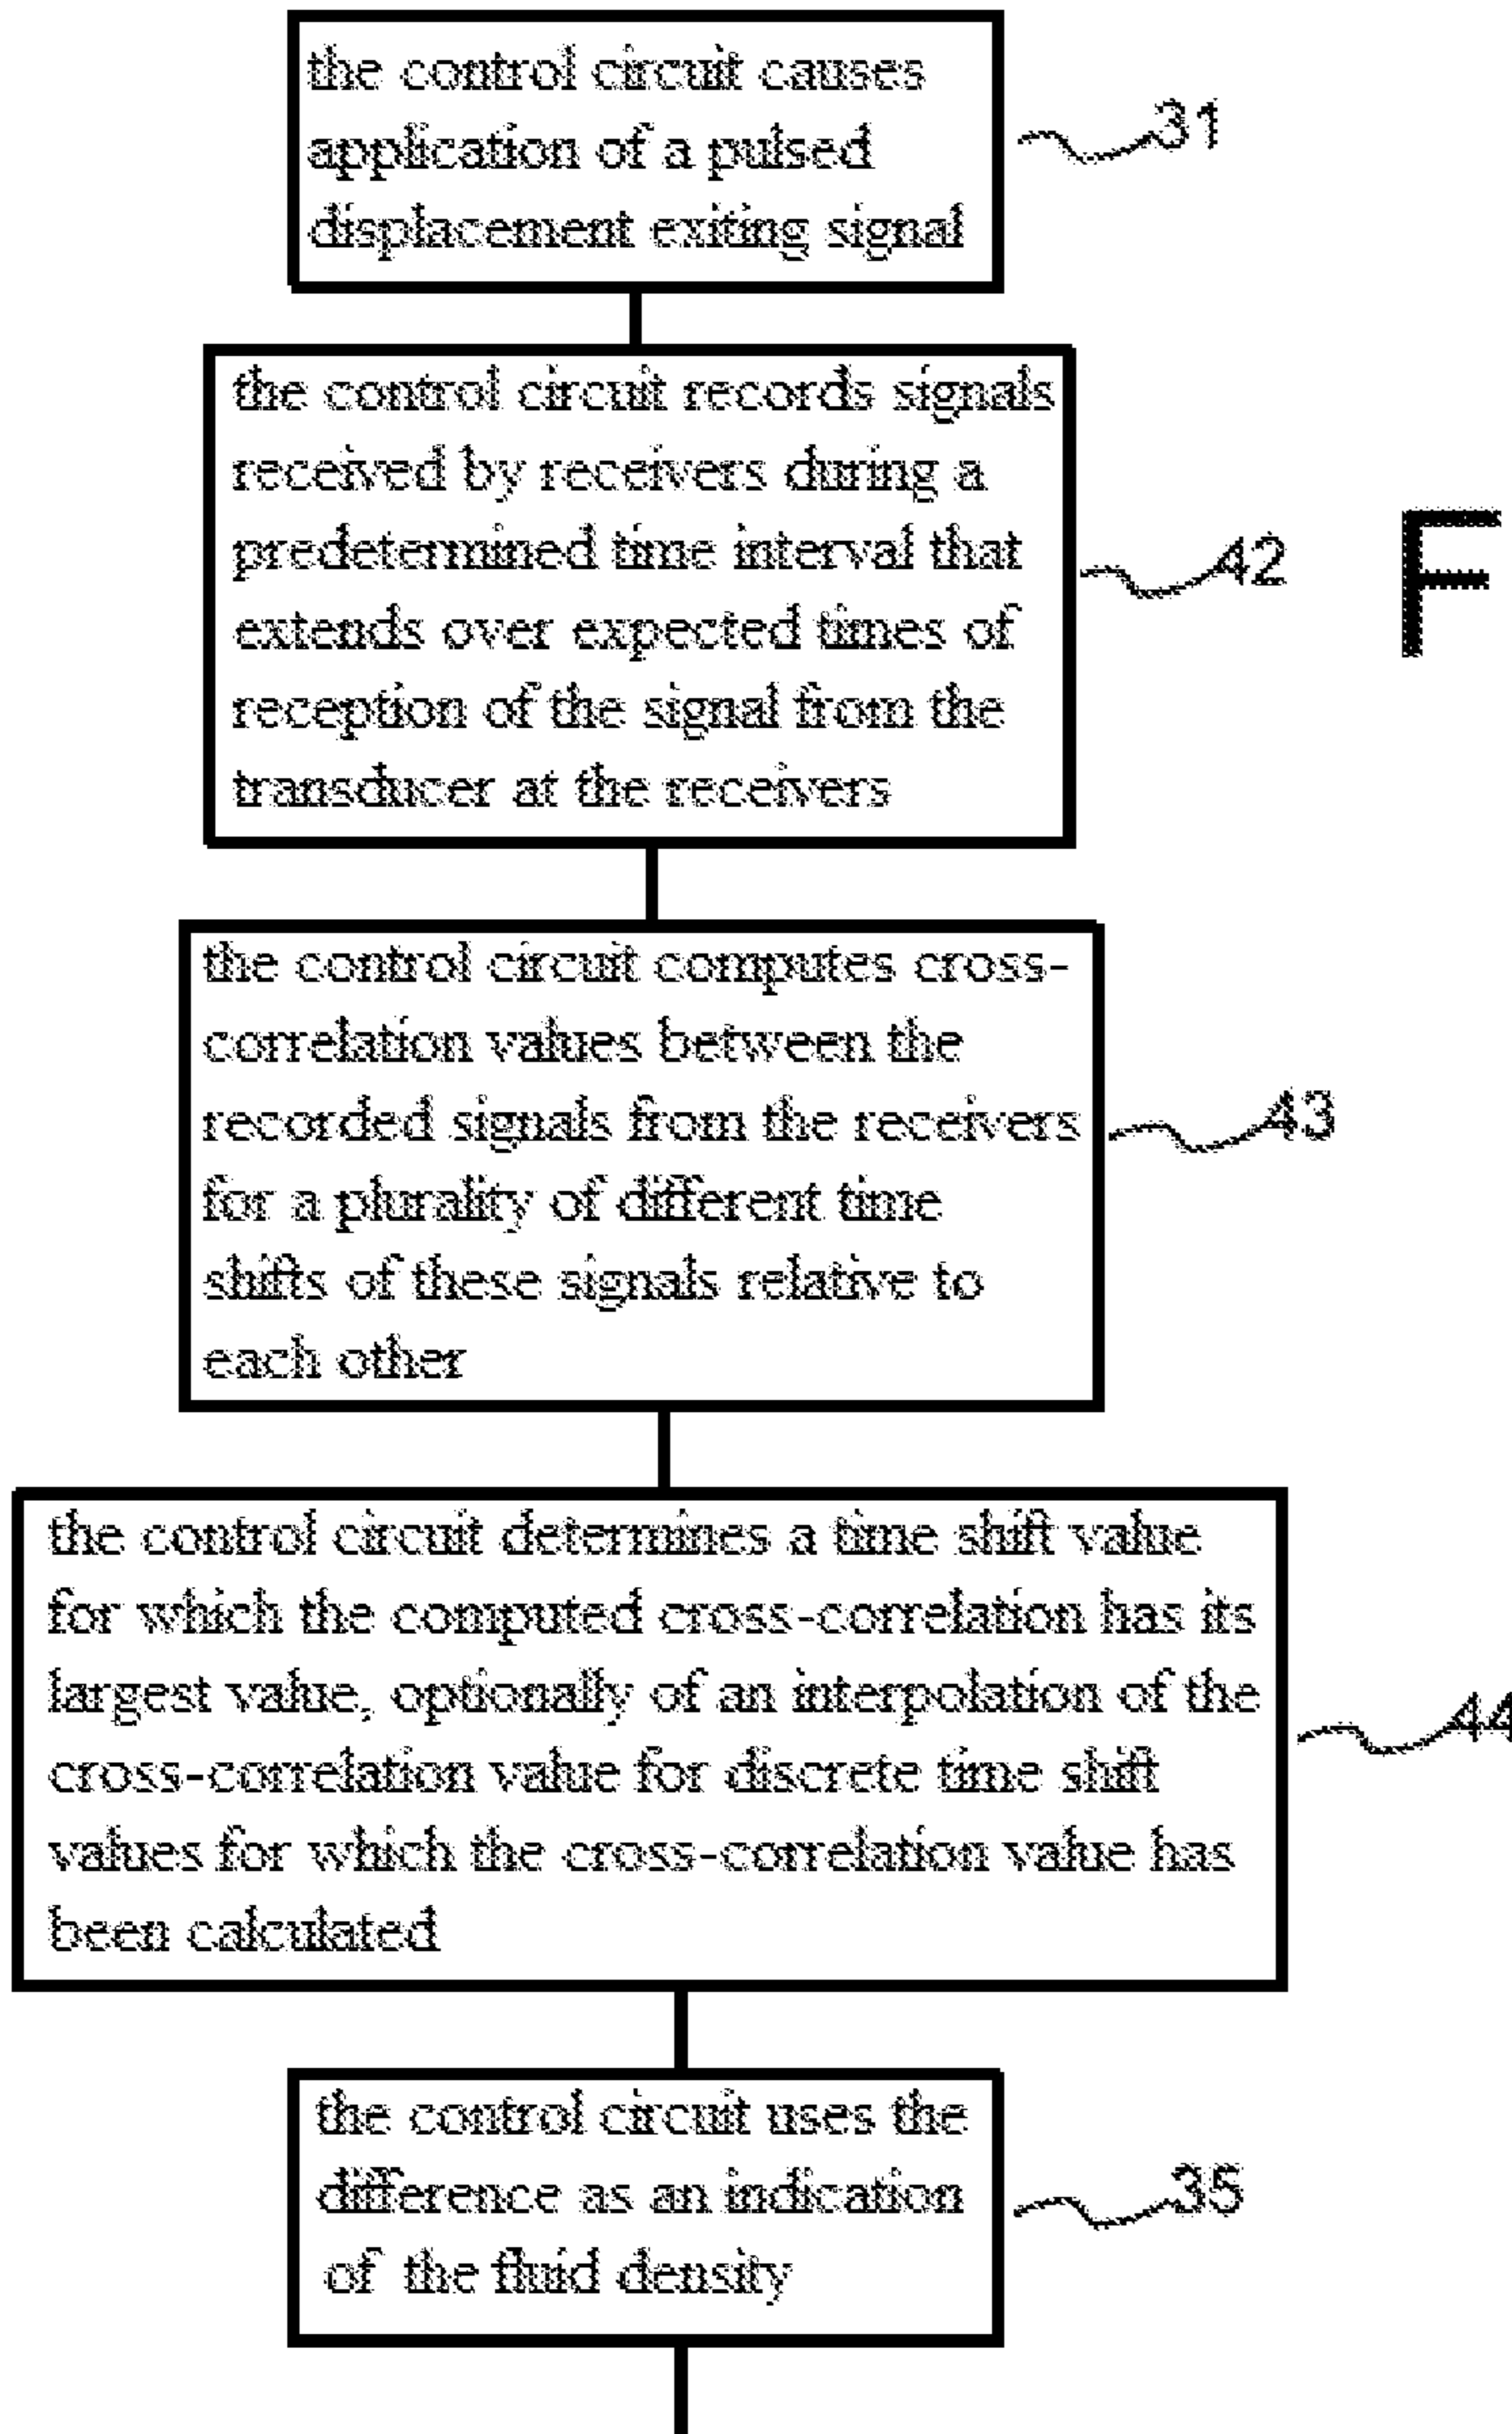 the control circuit causes
application of a pulsed
displacement exiting signal
31
the control circuit records signals
received by receivers during a
predetermined time interval that
extends over expected times of
reception of the signal from the
transducer at the receivers
42
F
the control circuit computes cross-
correlation values between the
recorded signals from the receivers
for a plurality of different time
shifts of these signals relative to
each other
43
the control circuit determines a time shift value
for which the computed cross-correlation has its
largest value, optionally of an interpolation of the
cross-correlation value for discrete time shift
values for which the cross-correlation value has
been calculated
44
the control circuit uses the
difference as an indication
of the fluid density
35